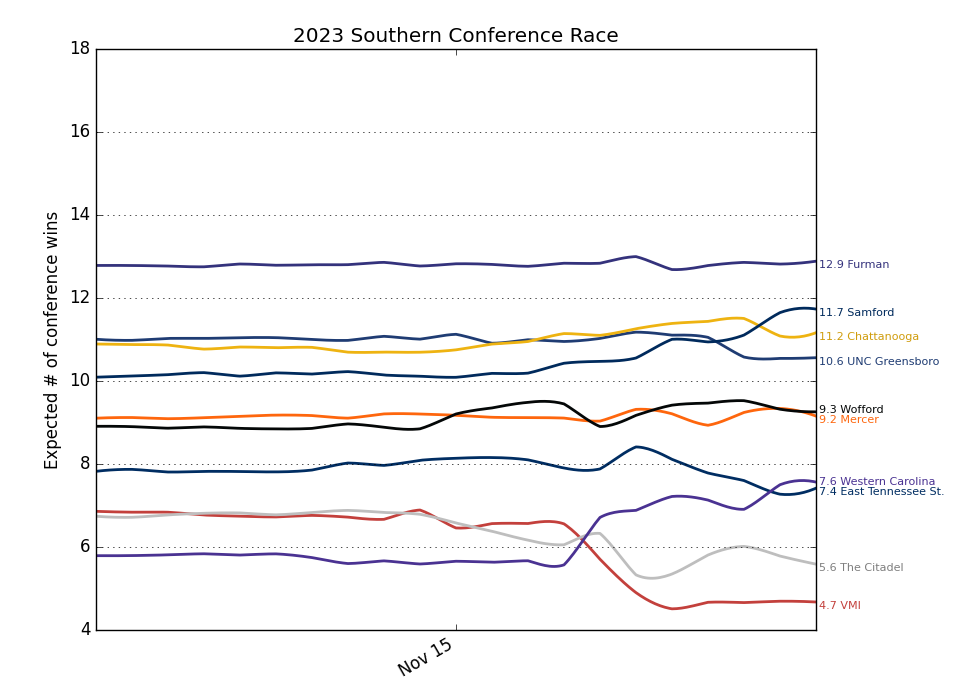 2023 Southern Conference Race
Expected # of conference wins
18
16
14
12
10
8
6
4
Nov 15
12.9 Furman
11.7 Samford
11.2 Chattanooga
10.6 UNC Greensboro
9.3 Wofford
9.2 Mercer
7.6 Western Carolina
7.4 East Tennessee St.
5.6 The Citadel
4.7 VMI